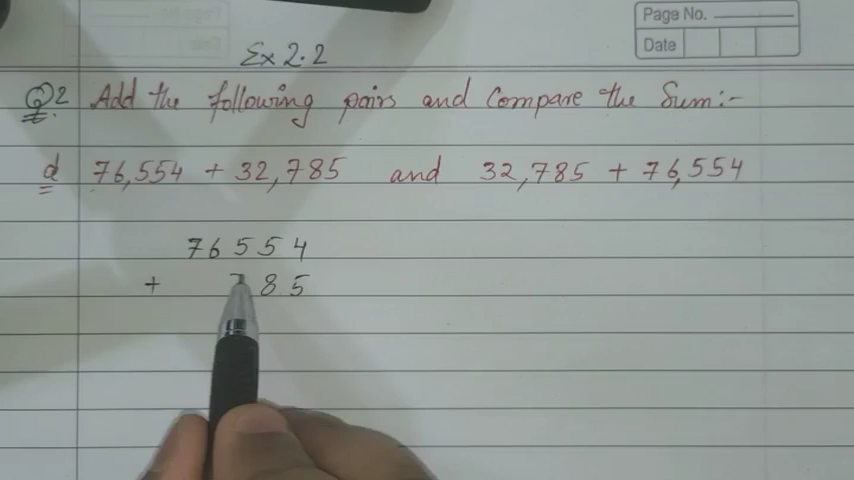 Page No.
Date
Ex 2.2
Q2. Add the following pairs and Compare the Sum:-
d 76,554 + 32,785 and 32,785 + 76,554
76554
+ 785